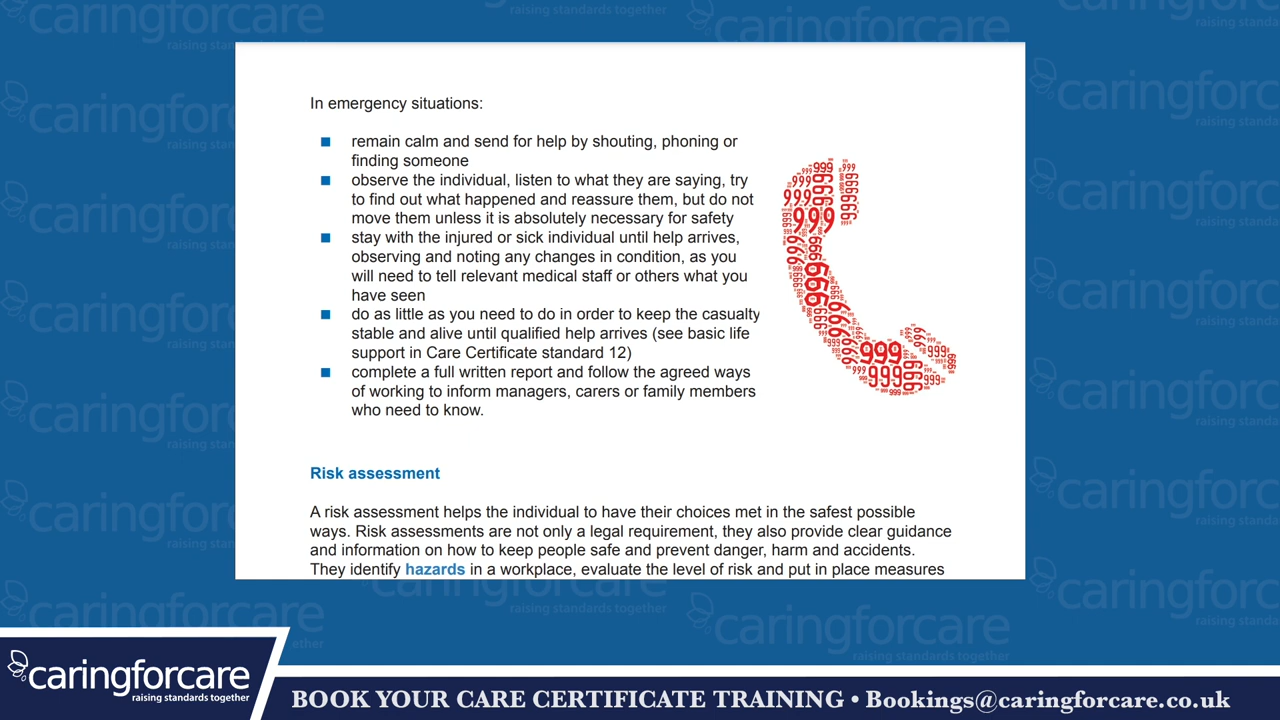 In emergency situations:
remain calm and send for help by shouting, phoning or
finding someone
observe the individual, listen to what they are saying, try
to find out what happened and reassure them, but do not
move them unless it is absolutely necessary for safety
stay with the injured or sick individual until help arrives,
observing and noting any changes in condition, as you
will need to tell relevant medical staff or others what you
have seen
do as little as you need to do in order to keep the casualty
stable and alive until qualified help arrives (see basic life
support in Care Certificate standard 12)
complete a full written report and follow the agreed ways
of working to inform managers, carers or family members
who need to know.
999
999
999
999
999
999
Risk assessment
A risk assessment helps the individual to have their choices met in the safest possible
ways. Risk assessments are not only a legal requirement, they also provide clear guidance
and information on how to keep people safe and prevent danger, harm and accidents.
They identify hazards in a workplace, evaluate the level of risk and put in place measures
caringforcare
raising standards together
BOOK YOUR CARE CERTIFICATE TRAINING • Bookings@caringforcare.co.uk